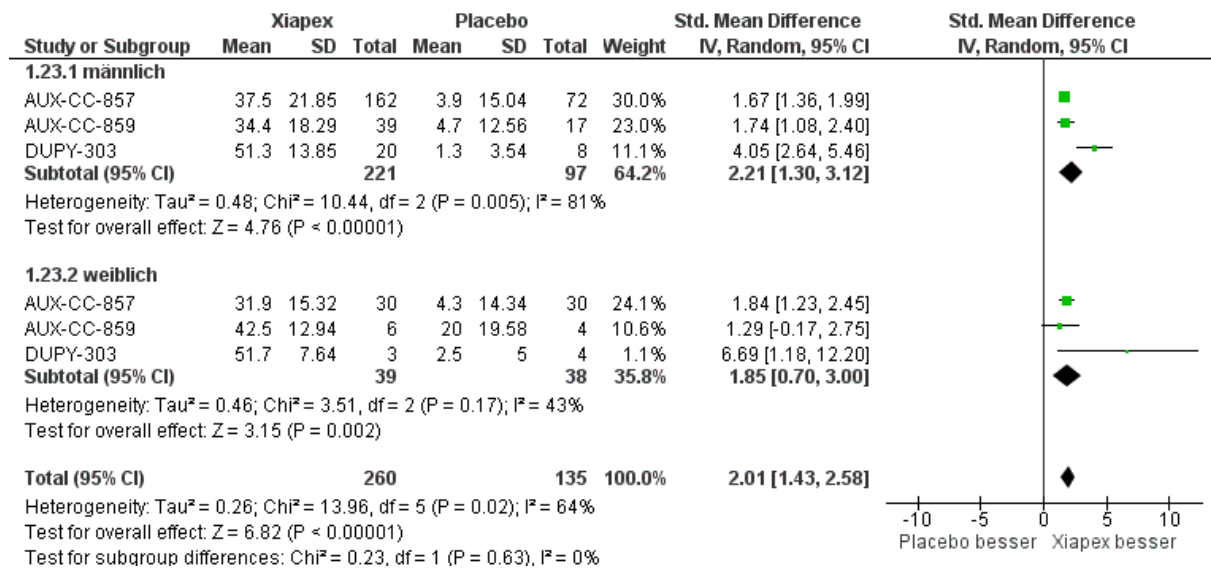 Xiapex Placebo Std. Mean Difference Std. Mean Difference
Study or Subgroup Mean SD Total Mean SD Total Weight IV, Random, 95% CI IV, Random, 95% CI
1.23.1 männlich
AUX-CC-857 37.5 21.85 162 3.9 15.04 72 30.0% 1.67 [1.36, 1.99]
AUX-CC-859 34.4 18.29 39 4.7 12.56 17 23.0% 1.74 [1.08, 2.40]
DUPY-303 51.3 13.85 20 1.3 3.54 8 11.1% 4.05 [2.64, 5.46]
Subtotal (95% CI) 221 97 64.2% 2.21 [1.30, 3.12]
Heterogeneity: Tau² = 0.48; Chi² = 10.44, df = 2 (P = 0.005); I² = 81%
Test for overall effect: Z = 4.76 (P < 0.00001)
1.23.2 weiblich
AUX-CC-857 31.9 15.32 30 4.3 14.34 30 24.1% 1.84 [1.23, 2.45]
AUX-CC-859 42.5 12.94 6 20 19.58 4 10.6% 1.29 [-0.17, 2.75]
DUPY-303 51.7 7.64 3 2.5 5 4 1.1% 6.69 [1.18, 12.20]
Subtotal (95% CI) 39 38 35.8% 1.85 [0.70, 3.00]
Heterogeneity: Tau² = 0.46; Chi² = 3.51, df = 2 (P = 0.17); I² = 43%
Test for overall effect: Z = 3.15 (P = 0.002)
Total (95% CI) 260 135 100.0% 2.01 [1.43, 2.58]
Heterogeneity: Tau² = 0.26; Chi² = 13.96, df = 5 (P = 0.02); I² = 64%
Test for overall effect: Z = 6.82 (P < 0.00001)
Test for subgroup differences: Chi² = 0.23, df = 1 (P = 0.63), I² = 0%
-10 -5 0 5 10
Placebo besser Xiapex besser